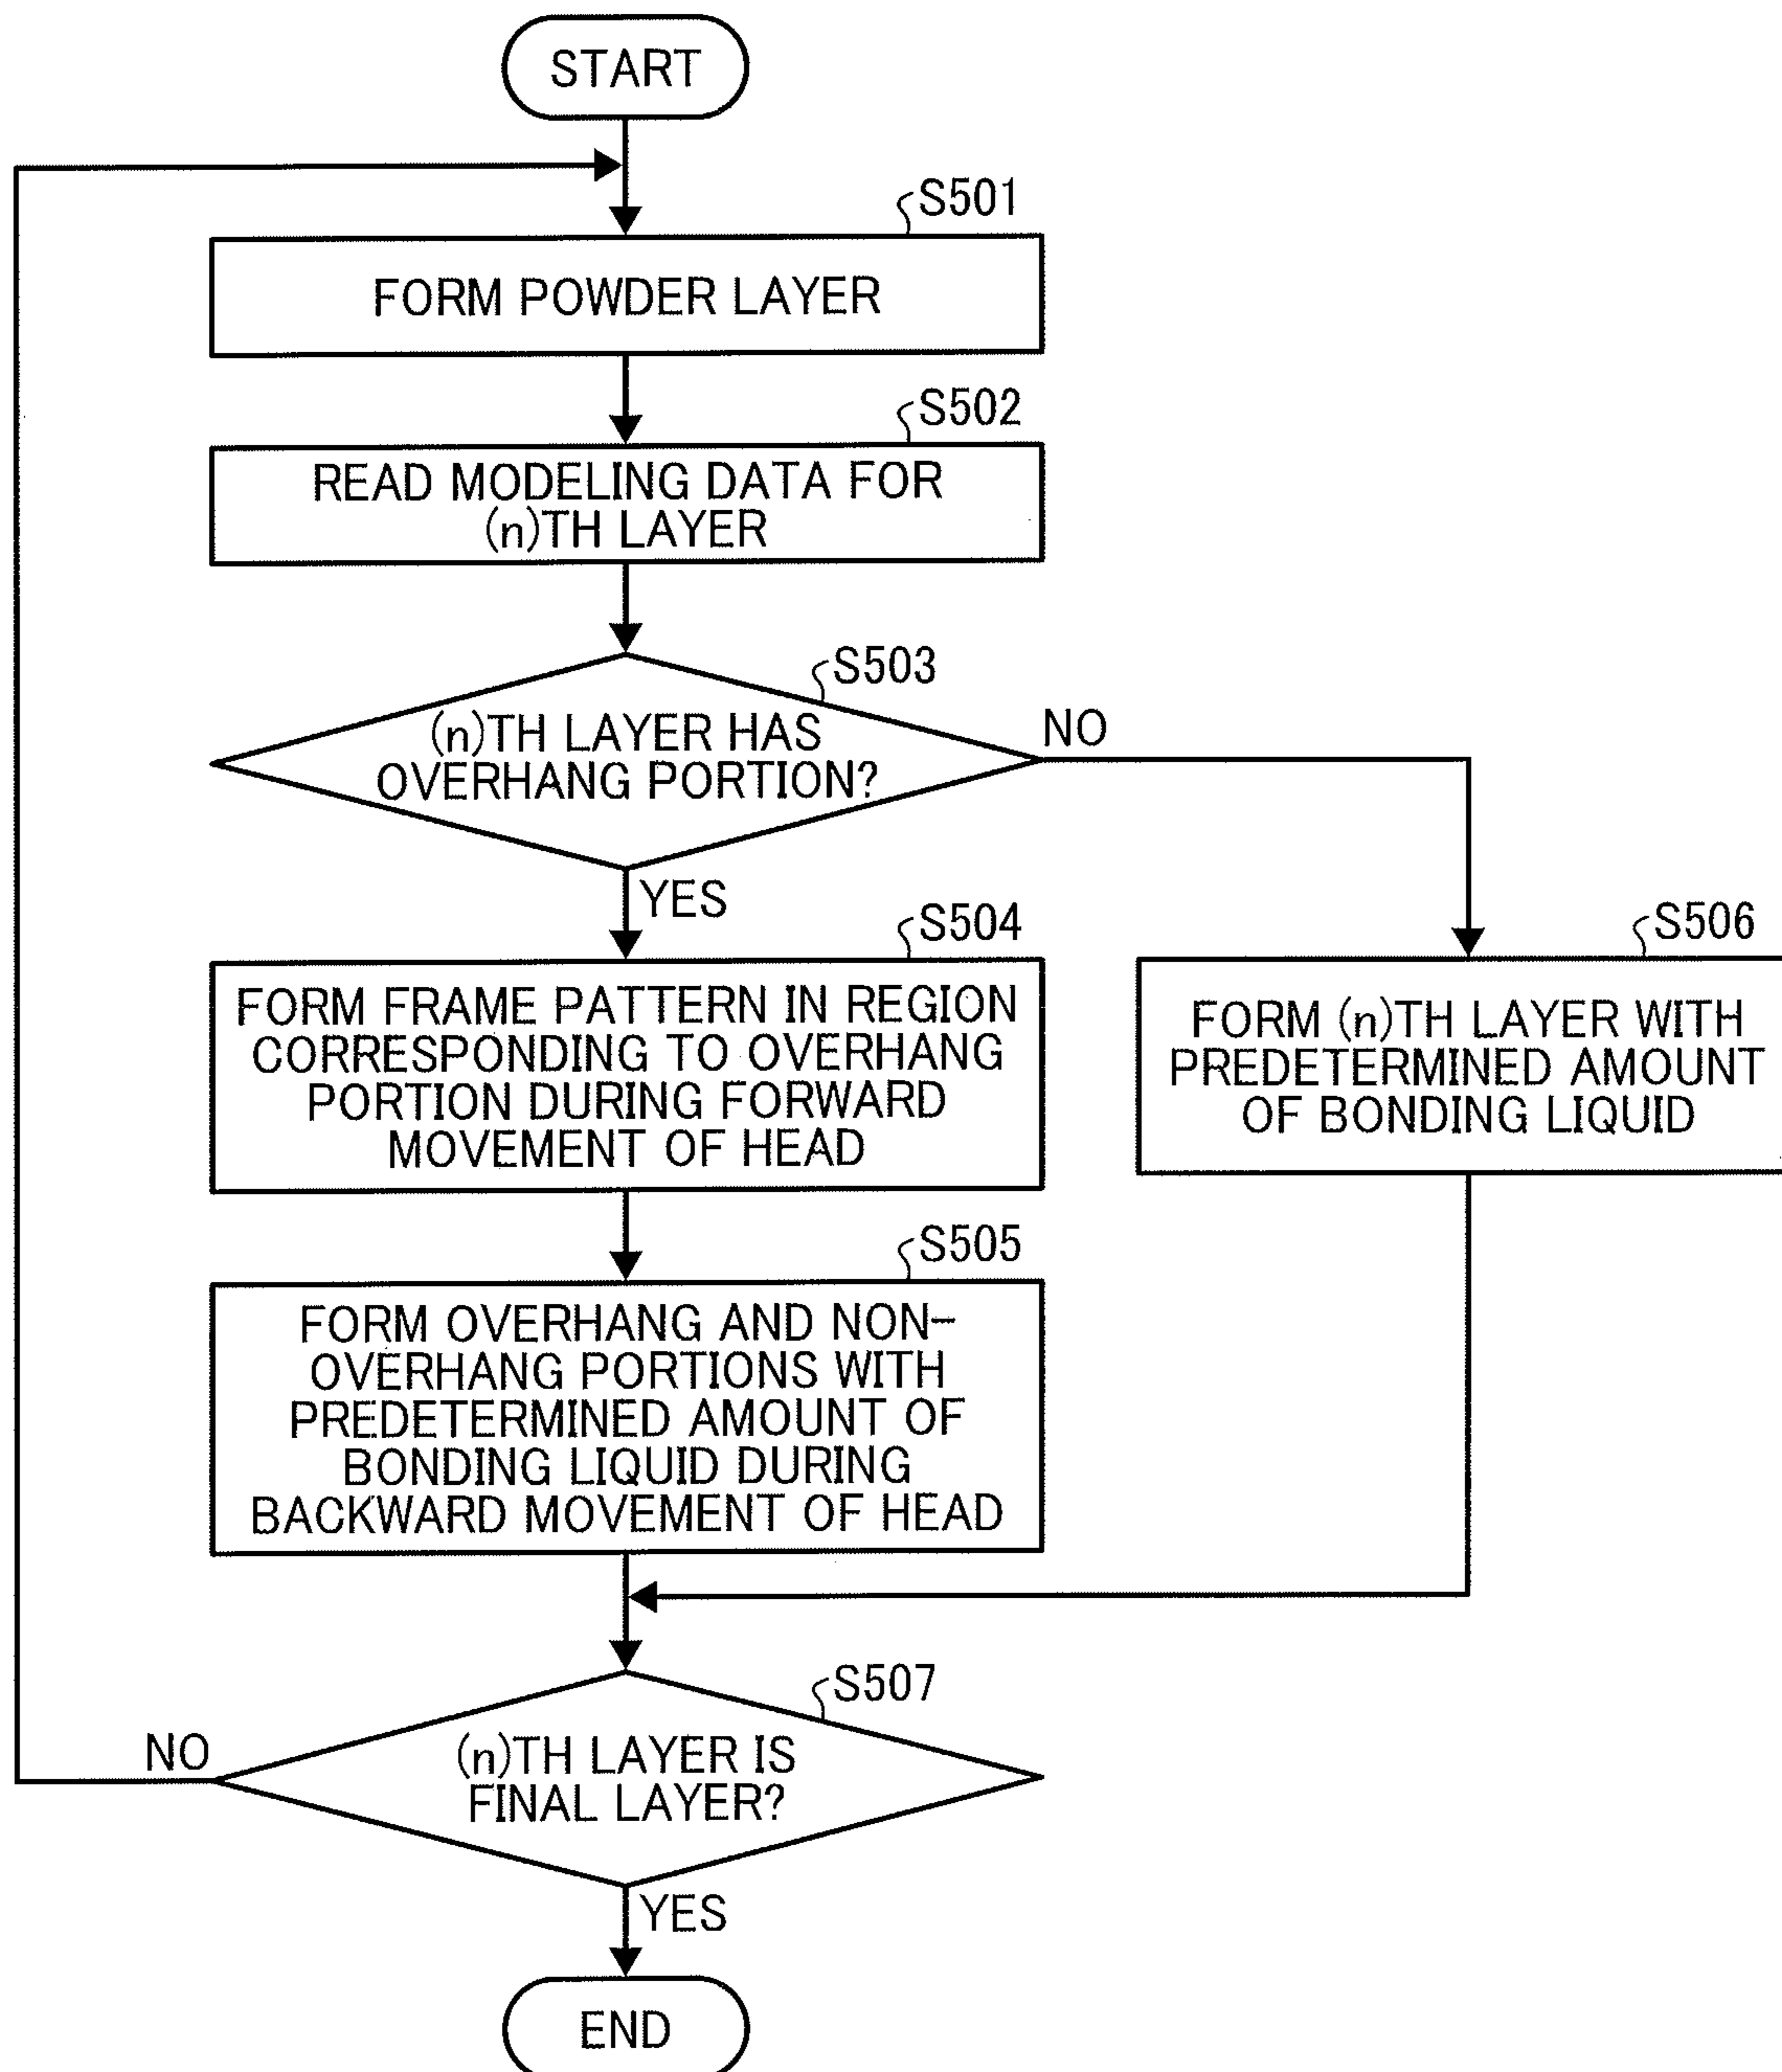 START
S501
FORM POWDER LAYER
S502
READ MODELING DATA FOR
(n)TH LAYER
S503
(n)TH LAYER HAS
OVERHANG PORTION?
NO
YES
S504
FORM FRAME PATTERN IN REGION
CORRESPONDING TO OVERHANG
PORTION DURING FORWARD
MOVEMENT OF HEAD
S506
FORM (n)TH LAYER WITH
PREDETERMINED AMOUNT
OF BONDING LIQUID
S505
FORM OVERHANG AND NON-
OVERHANG PORTIONS WITH
PREDETERMINED AMOUNT OF
BONDING LIQUID DURING
BACKWARD MOVEMENT OF HEAD
S507
(n)TH LAYER IS
FINAL LAYER?
NO
YES
END